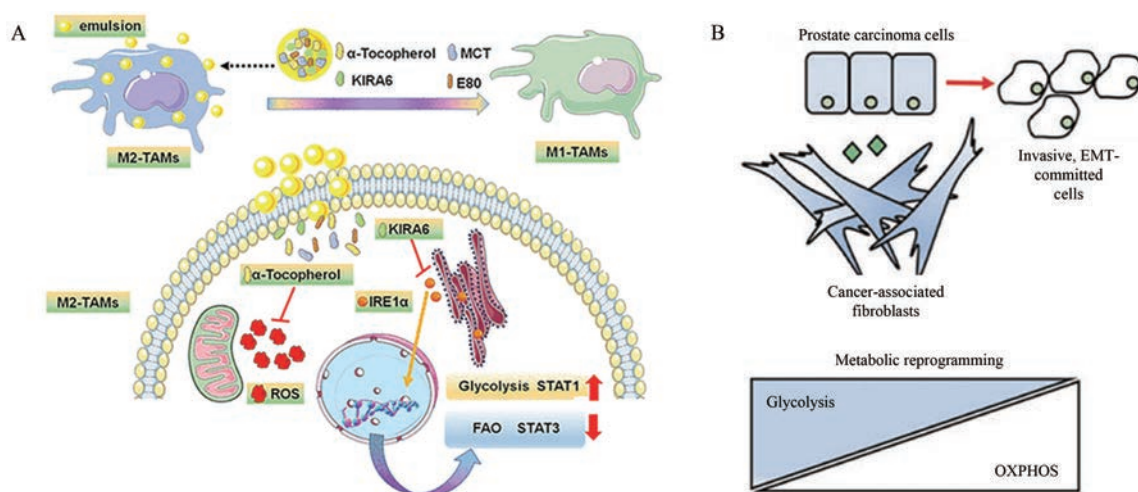 A
emulsion
α-Tocopherol
MCT
KIRA6
E80
M2-TAMs
M1-TAMs
KIRA6
α-Tocopherol
M2-TAMs
IRE1α
ROS
Glycolysis STAT1
FAO STAT3
B
Prostate carcinoma cells
Invasive, EMT-
committed
cells
Cancer-associated
fibroblasts
Metabolic reprogramming
Glycolysis
OXPHOS